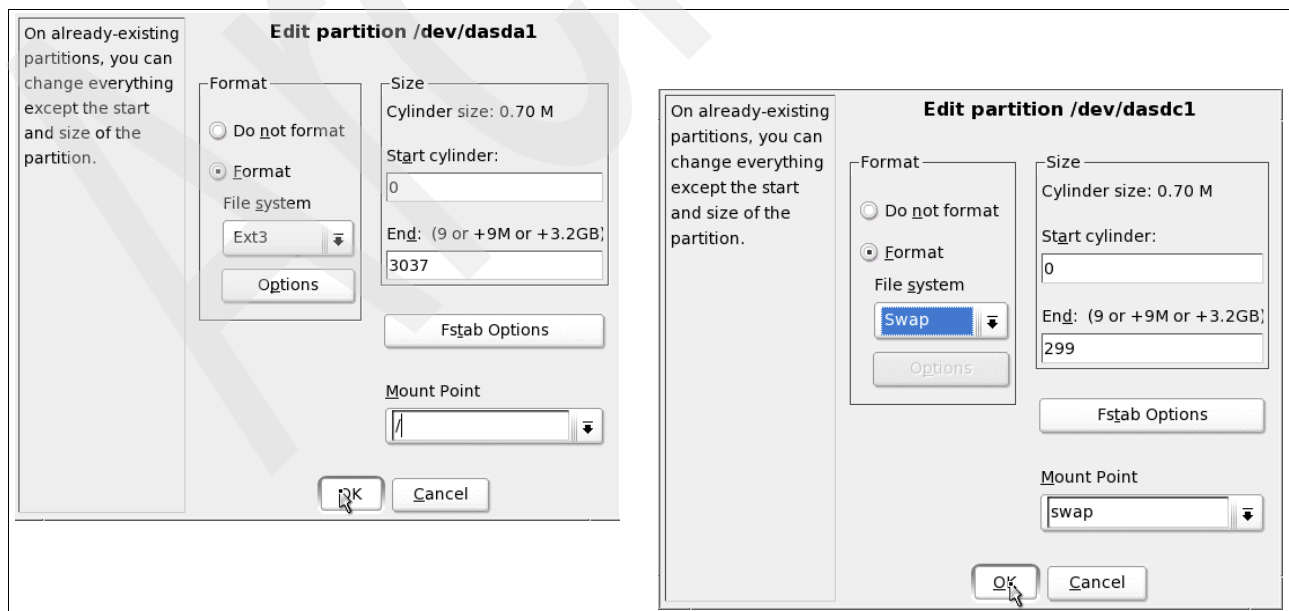 On already-existing
partitions, you can
change everything
except the start
and size of the
partition.
Edit partition /dev/dasda1
Format
Do not format
Format
File system
Ext3
Options
Size
Cylinder size: 0.70 M
Start cylinder:
0
End: (9 or +9M or +3.2GB)
3037
Fstab Options
Mount Point
/
OK
Cancel
On already-existing
partitions, you can
change everything
except the start
and size of the
partition.
Edit partition /dev/dasdc1
Format
Do not format
Format
File system
Swap
Options
Size
Cylinder size: 0.70 M
Start cylinder:
0
End: (9 or +9M or +3.2GB)
299
Fstab Options
Mount Point
swap
OK
Cancel